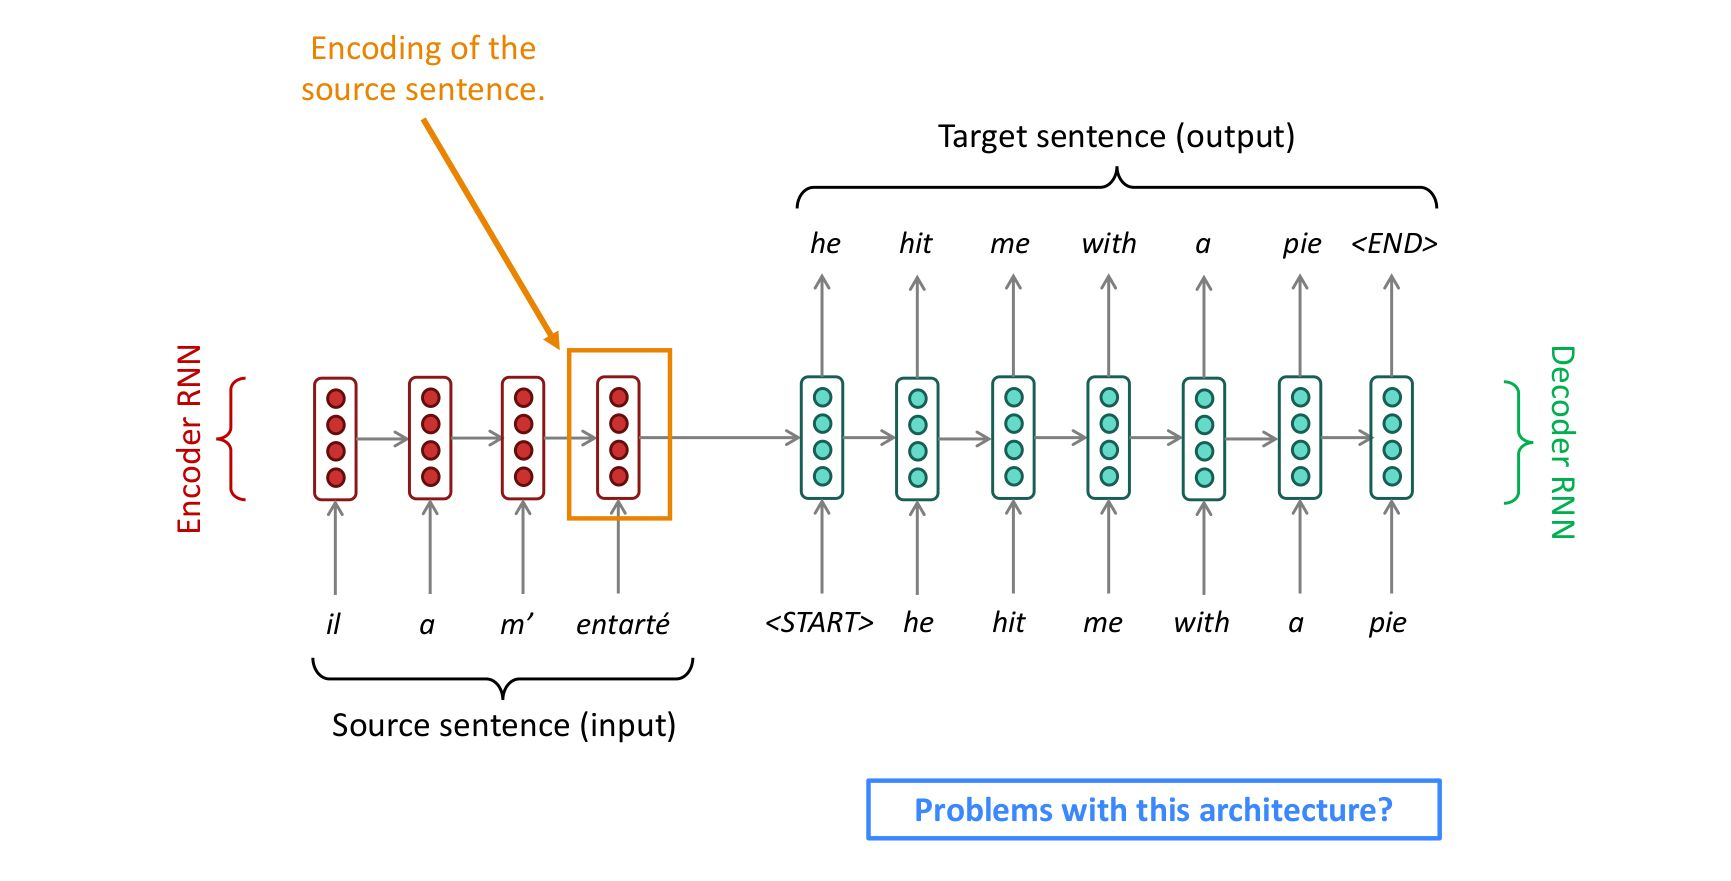 Encoding of the
source sentence.
Target sentence (output)
he hit me with a pie <END>
Encoder RNN
Decoder RNN
il a m’ entarté <START> he hit me with a pie
Source sentence (input)
Problems with this architecture?